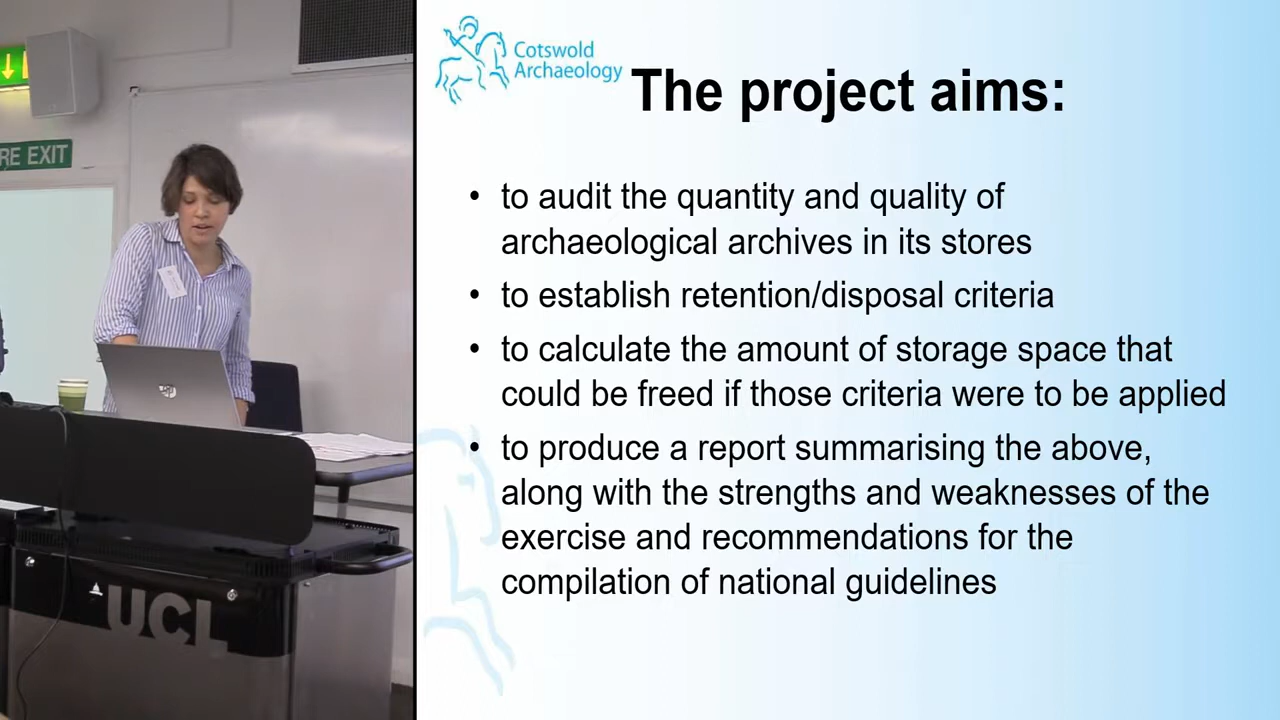 RE EXIT
UCL
Cotswold
Archaeology
The project aims:
• to audit the quantity and quality of
archaeological archives in its stores
• to establish retention/disposal criteria
• to calculate the amount of storage space that
could be freed if those criteria were to be applied
• to produce a report summarising the above,
along with the strengths and weaknesses of the
exercise and recommendations for the
compilation of national guidelines